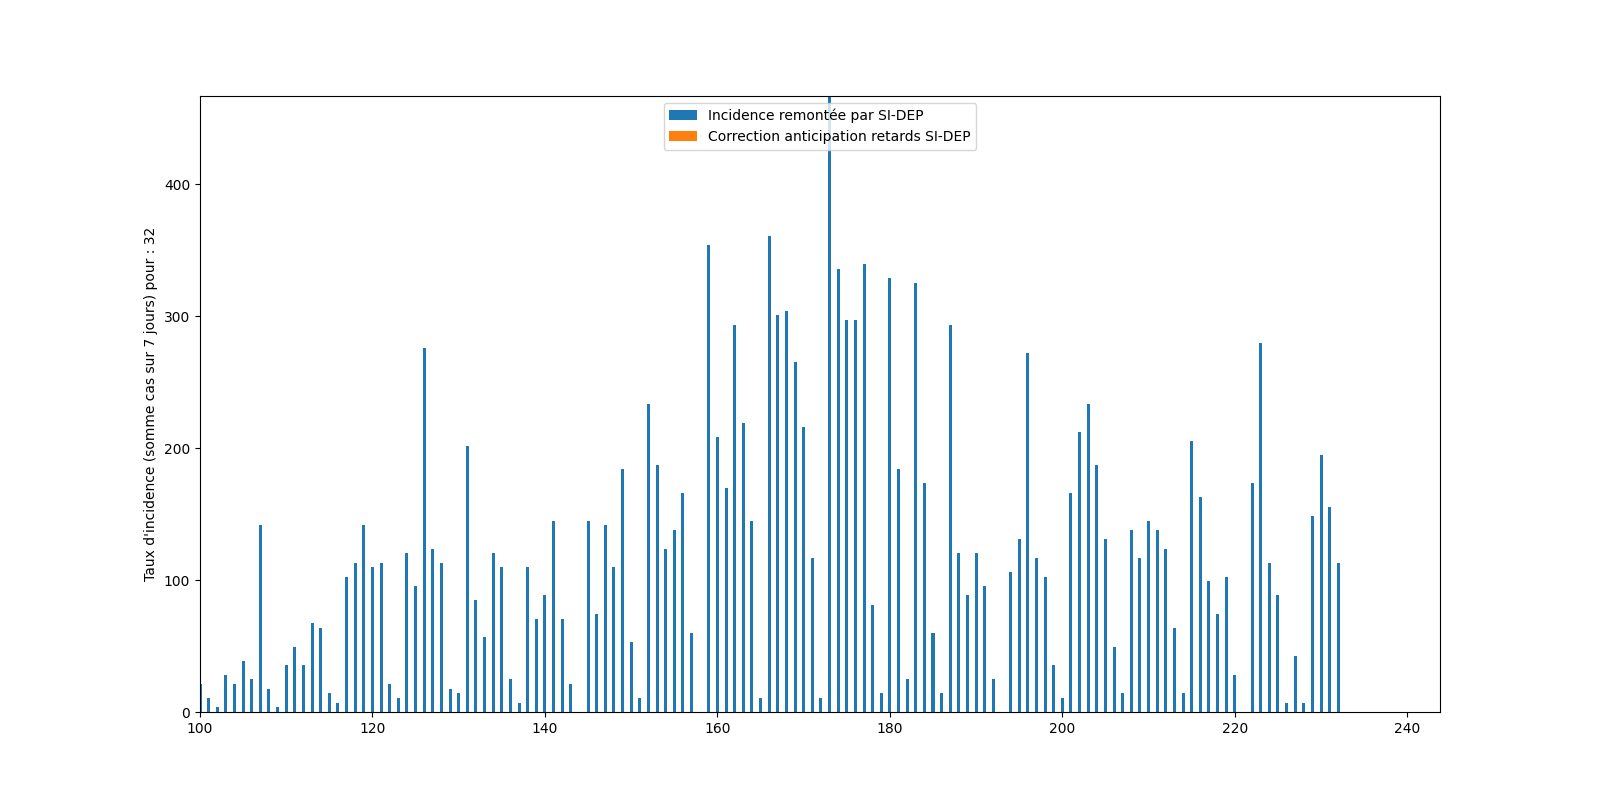 Incidence remontée par SI-DEP
Correction anticipation retards SI-DEP
Taux d'incidence (somme cas sur 7 jours) pour : 32
400
300
200
100
0
100 120 140 160 180 200 220 240